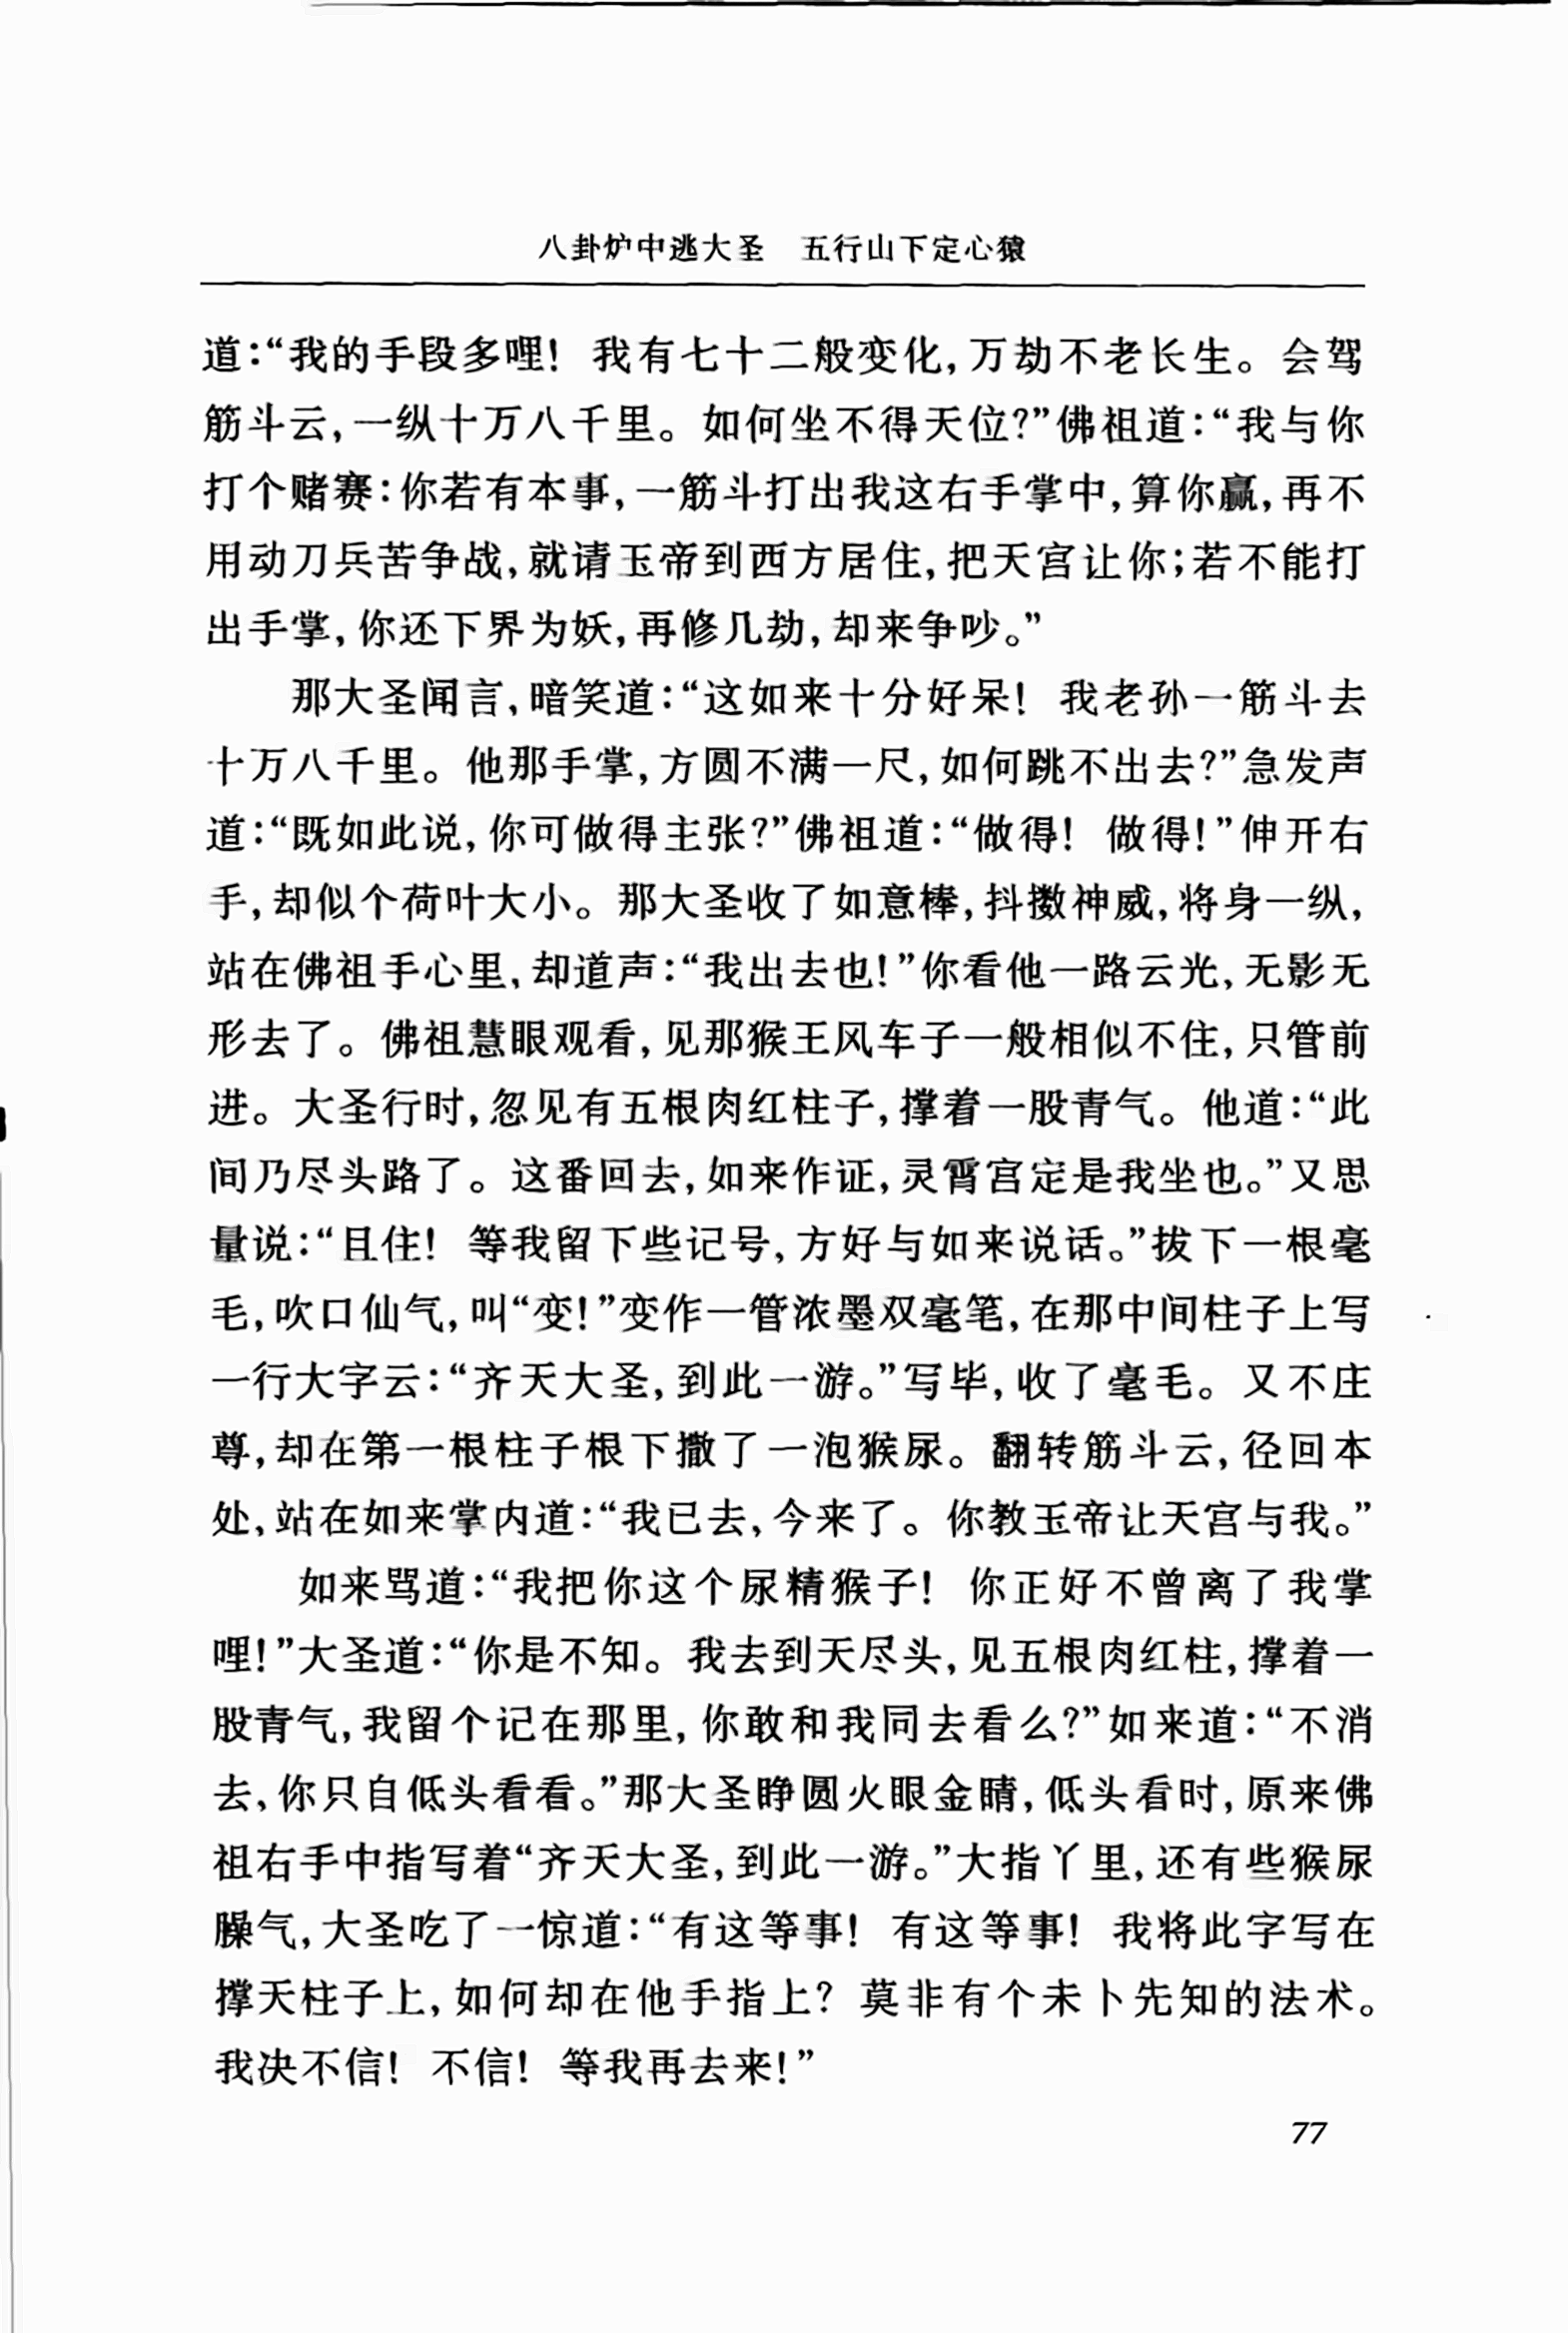 八卦炉中逃大圣　五行山下定心猿
道：“我的手段多哩！我有七十二般变化，万劫不老长生。会驾
筋斗云，一纵十万八千里。如何坐不得天位？”佛祖道：“我与你
打个赌赛：你若有本事，一筋斗打出我这右手掌中，算你赢，再不
用动刀兵苦争战，就请玉帝到西方居住，把天宫让你；若不能打
出手掌，你还下界为妖，再修几劫，却来争吵。”
那大圣闻言，暗笑道：“这如来十分好呆！我老孙一筋斗去
十万八千里。他那手掌，方圆不满一尺，如何跳不出去？”急发声
道：“既如此说，你可做得主张？”佛祖道：“做得！做得！”伸开右
手，却似个荷叶大小。那大圣收了如意棒，抖擞神威，将身一纵，
站在佛祖手心里，却道声：“我出去也！”你看他一路云光，无影无
形去了。佛祖慧眼观看，见那猴王风车子一般相似不住，只管前
进。大圣行时，忽见有五根肉红柱子，撑着一股青气。他道：“此
间乃尽头路了。这番回去，如来作证，灵霄宫定是我坐也。”又思
量说：“且住！等我留下些记号，方好与如来说话。”拔下一根毫
毛，吹口仙气，叫“变！”变作一管浓墨双毫笔，在那中间柱子上写
一行大字云：“齐天大圣，到此一游。”写毕，收了毫毛。又不庄
尊，却在第一根柱子根下撒了一泡猴尿。翻转筋斗云，径回本
处，站在如来掌内道：“我已去，今来了。你教玉帝让天宫与我。”
如来骂道：“我把你这个尿精猴子！你正好不曾离了我掌
哩！”大圣道：“你是不知。我去到天尽头，见五根肉红柱，撑着一
股青气，我留个记在那里，你敢和我同去看么？”如来道：“不消
去，你只自低头看看。”那大圣睁圆火眼金睛，低头看时，原来佛
祖右手中指写着“齐天大圣，到此一游。”大指丫里，还有些猴尿
臊气，大圣吃了一惊道：“有这等事！有这等事！我将此字写在
撑天柱子上，如何却在他手指上？莫非有个未卜先知的法术。
我决不信！不信！等我再去来！”
77